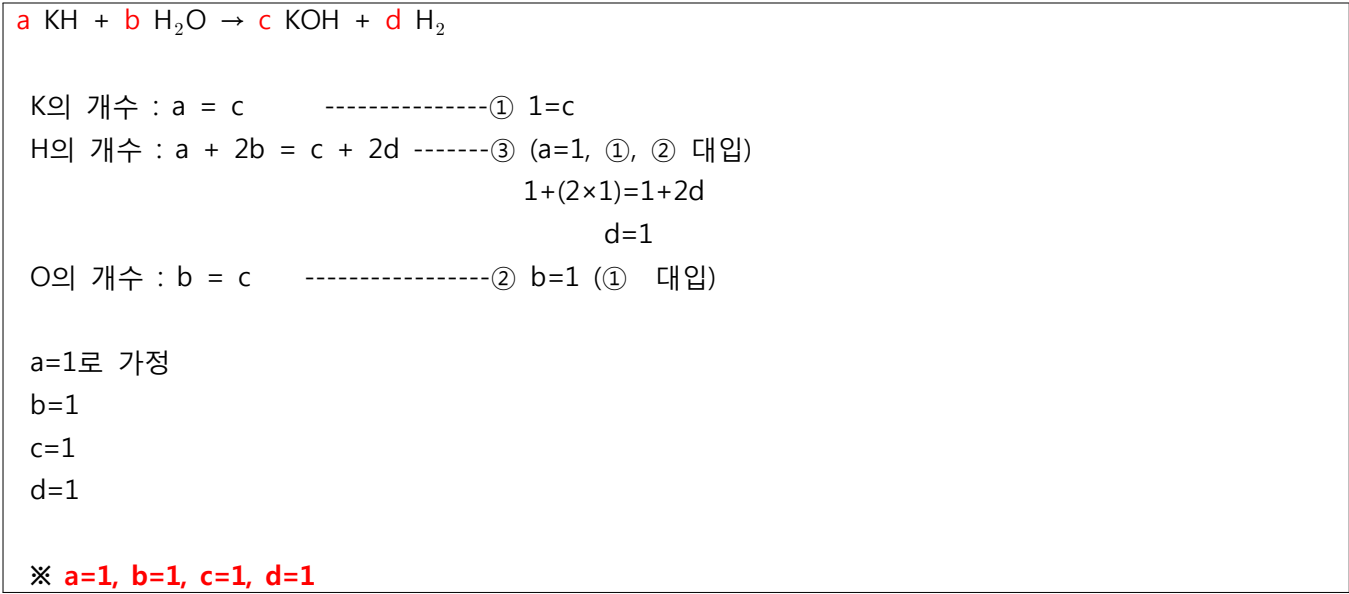 a KH + b H₂O → c KOH + d H₂
K의 개수 : a = c ---------------① 1=c
H의 개수 : a + 2b = c + 2d -------③ (a=1, ①, ② 대입)
1+(2×1)=1+2d
d=1
O의 개수 : b = c -----------------② b=1 (① 대입)
a=1로 가정
b=1
c=1
d=1
※ a=1, b=1, c=1, d=1